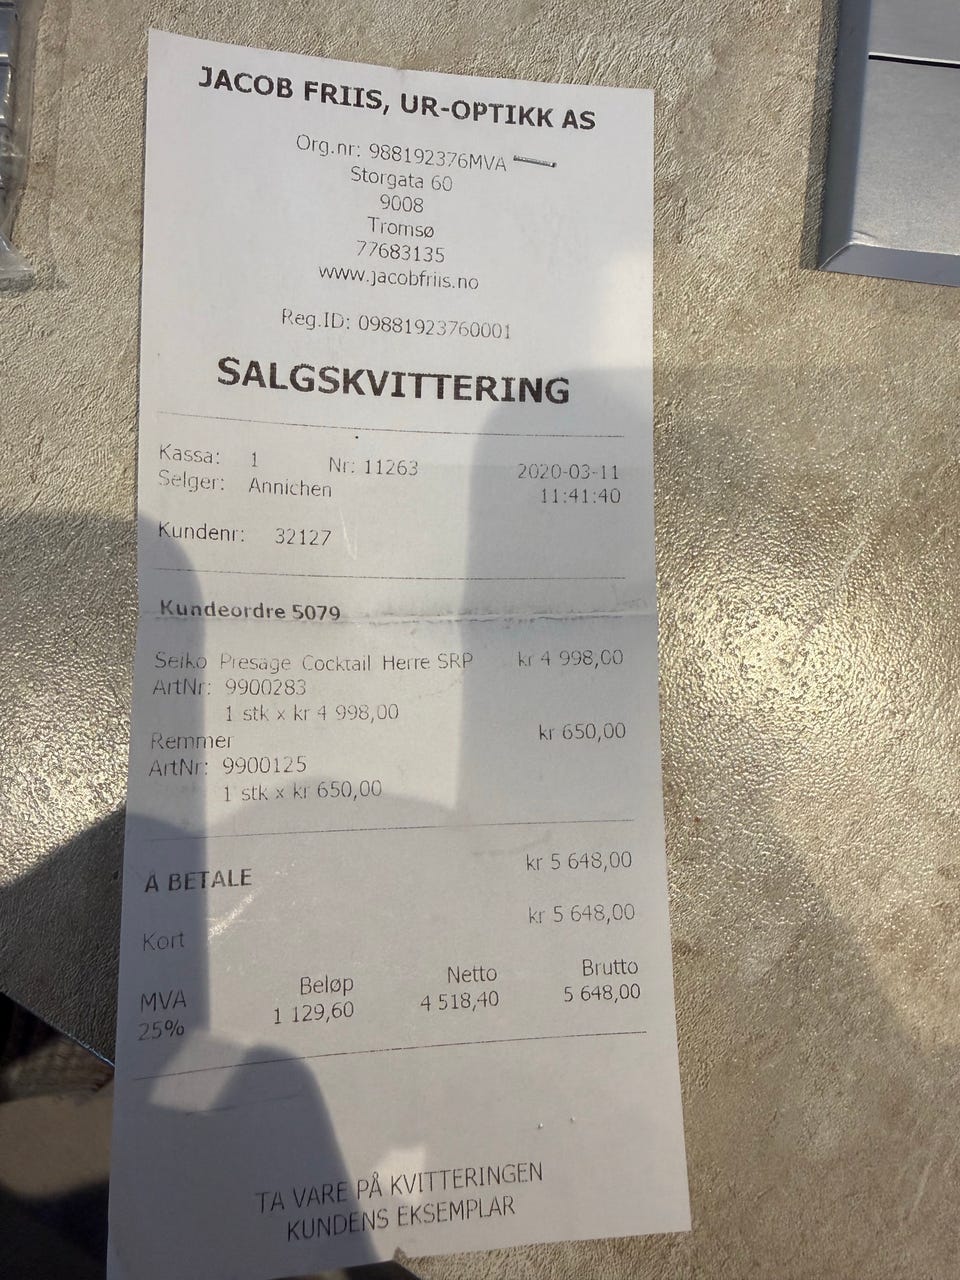 JACOB FRIIS, UR-OPTIKK AS
Org.nr: 988192376MVA
Storgata 60
9008
Tromsø
77683135
www.jacobfriis.no
Reg.ID: 09881923760001
SALGSKVITTERING
Kassa: 1 Nr: 11263 2020-03-11
Selger: Annichen 11:41:40
Kundenr: 32127
Kundeordre 5079
Seiko Presage Cocktail Herre SRP kr 4 998,00
ArtNr: 9900283
1 stk x kr 4 998,00
Remmer kr 650,00
ArtNr: 9900125
1 stk x kr 650,00
Å BETALE kr 5 648,00
Kort kr 5 648,00
MVA Beløp Netto Brutto
25% 1 129,60 4 518,40 5 648,00
TA VARE PÅ KVITTERINGEN
KUNDENS EKSEMPLAR